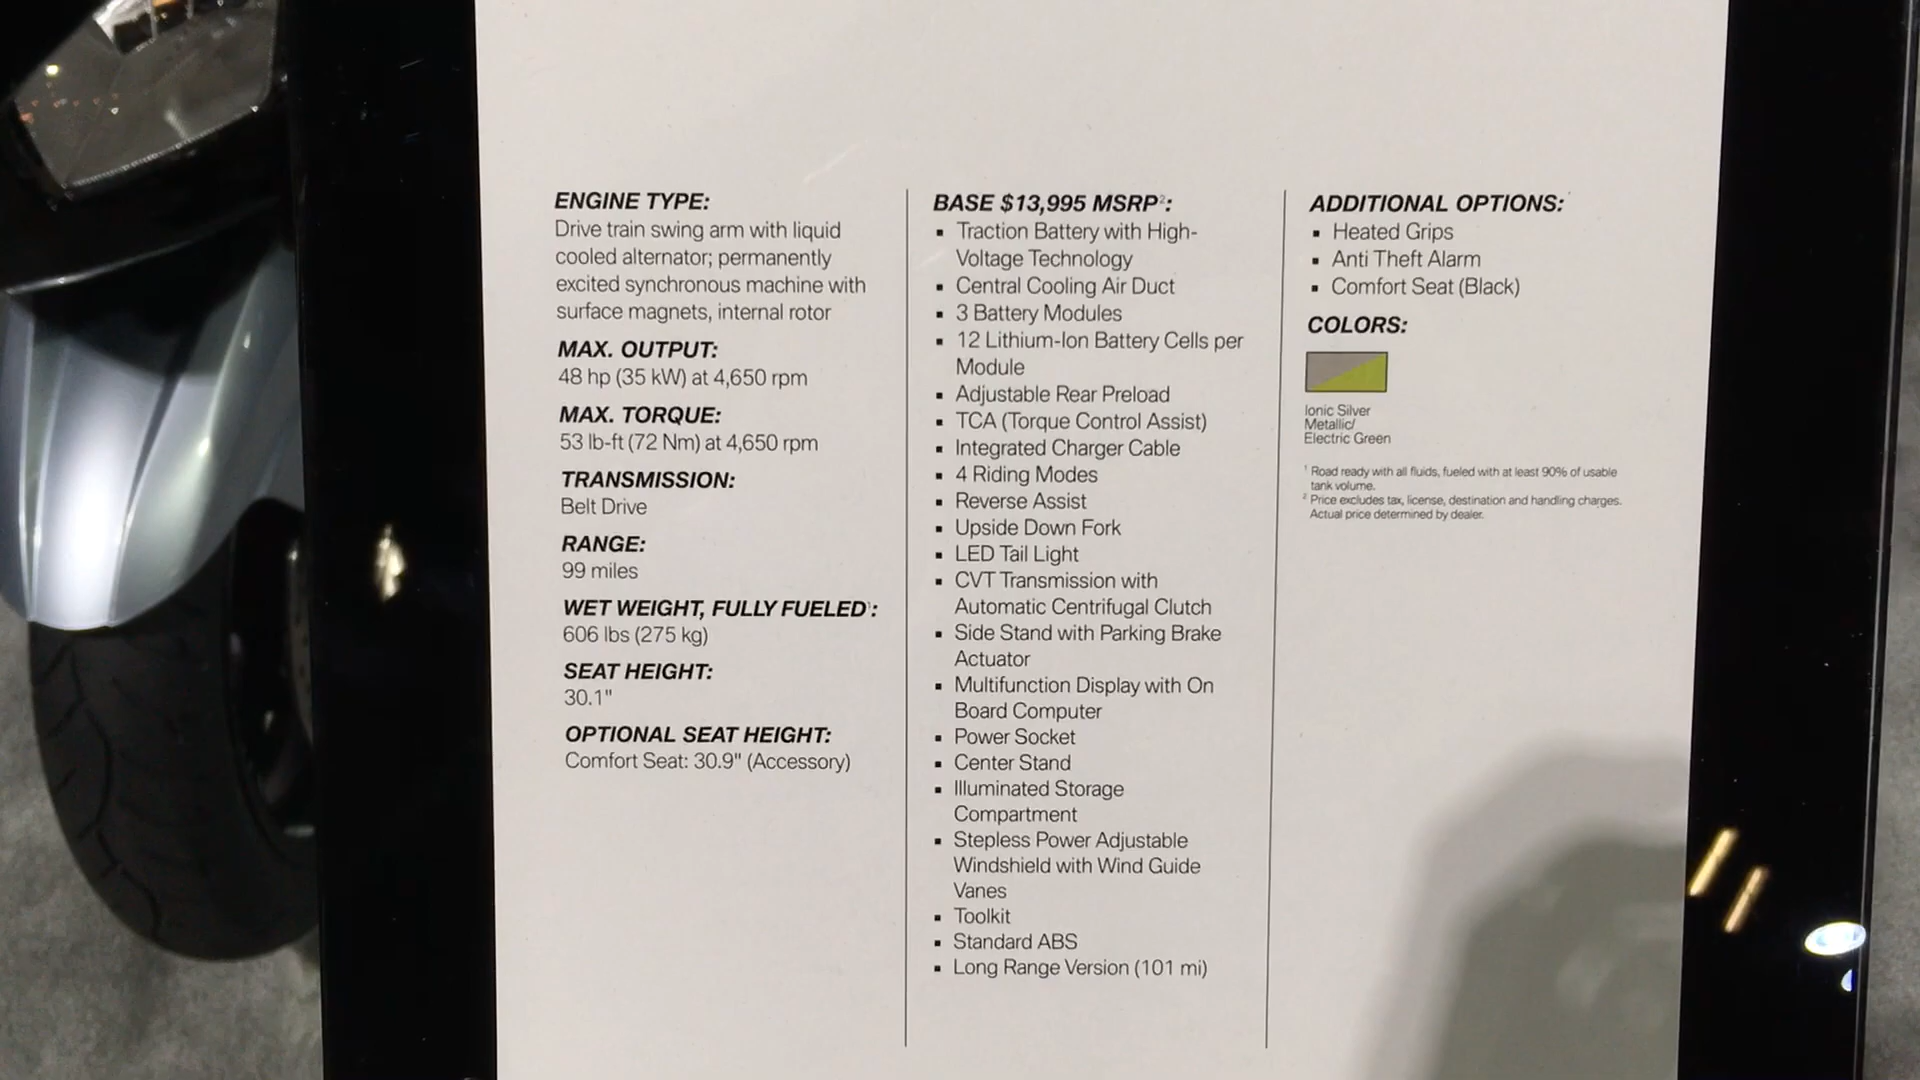 ENGINE TYPE:
Drive train swing arm with liquid
cooled alternator; permanently
excited synchronous machine with
surface magnets, internal rotor
MAX. OUTPUT:
48 hp (35 kW) at 4,650 rpm
MAX. TORQUE:
53 lb-ft (72 Nm) at 4,650 rpm
TRANSMISSION:
Belt Drive
RANGE:
99 miles
WET WEIGHT, FULLY FUELED¹:
606 lbs (275 kg)
SEAT HEIGHT:
30.1"
OPTIONAL SEAT HEIGHT:
Comfort Seat: 30.9" (Accessory)
BASE $13,995 MSRP²:
▪ Traction Battery with High-
Voltage Technology
▪ Central Cooling Air Duct
▪ 3 Battery Modules
▪ 12 Lithium-Ion Battery Cells per
Module
▪ Adjustable Rear Preload
▪ TCA (Torque Control Assist)
▪ Integrated Charger Cable
▪ 4 Riding Modes
▪ Reverse Assist
▪ Upside Down Fork
▪ LED Tail Light
▪ CVT Transmission with
Automatic Centrifugal Clutch
▪ Side Stand with Parking Brake
Actuator
▪ Multifunction Display with On
Board Computer
▪ Power Socket
▪ Center Stand
▪ Illuminated Storage
Compartment
▪ Stepless Power Adjustable
Windshield with Wind Guide
Vanes
▪ Toolkit
▪ Standard ABS
▪ Long Range Version (101 mi)
ADDITIONAL OPTIONS:
▪ Heated Grips
▪ Anti Theft Alarm
▪ Comfort Seat (Black)
COLORS:
Ionic Silver
Metallic/
Electric Green
¹ Road ready with all fluids, fueled with at least 90% of usable
tank volume.
² Price excludes tax, license, destination and handling charges.
Actual price determined by dealer.